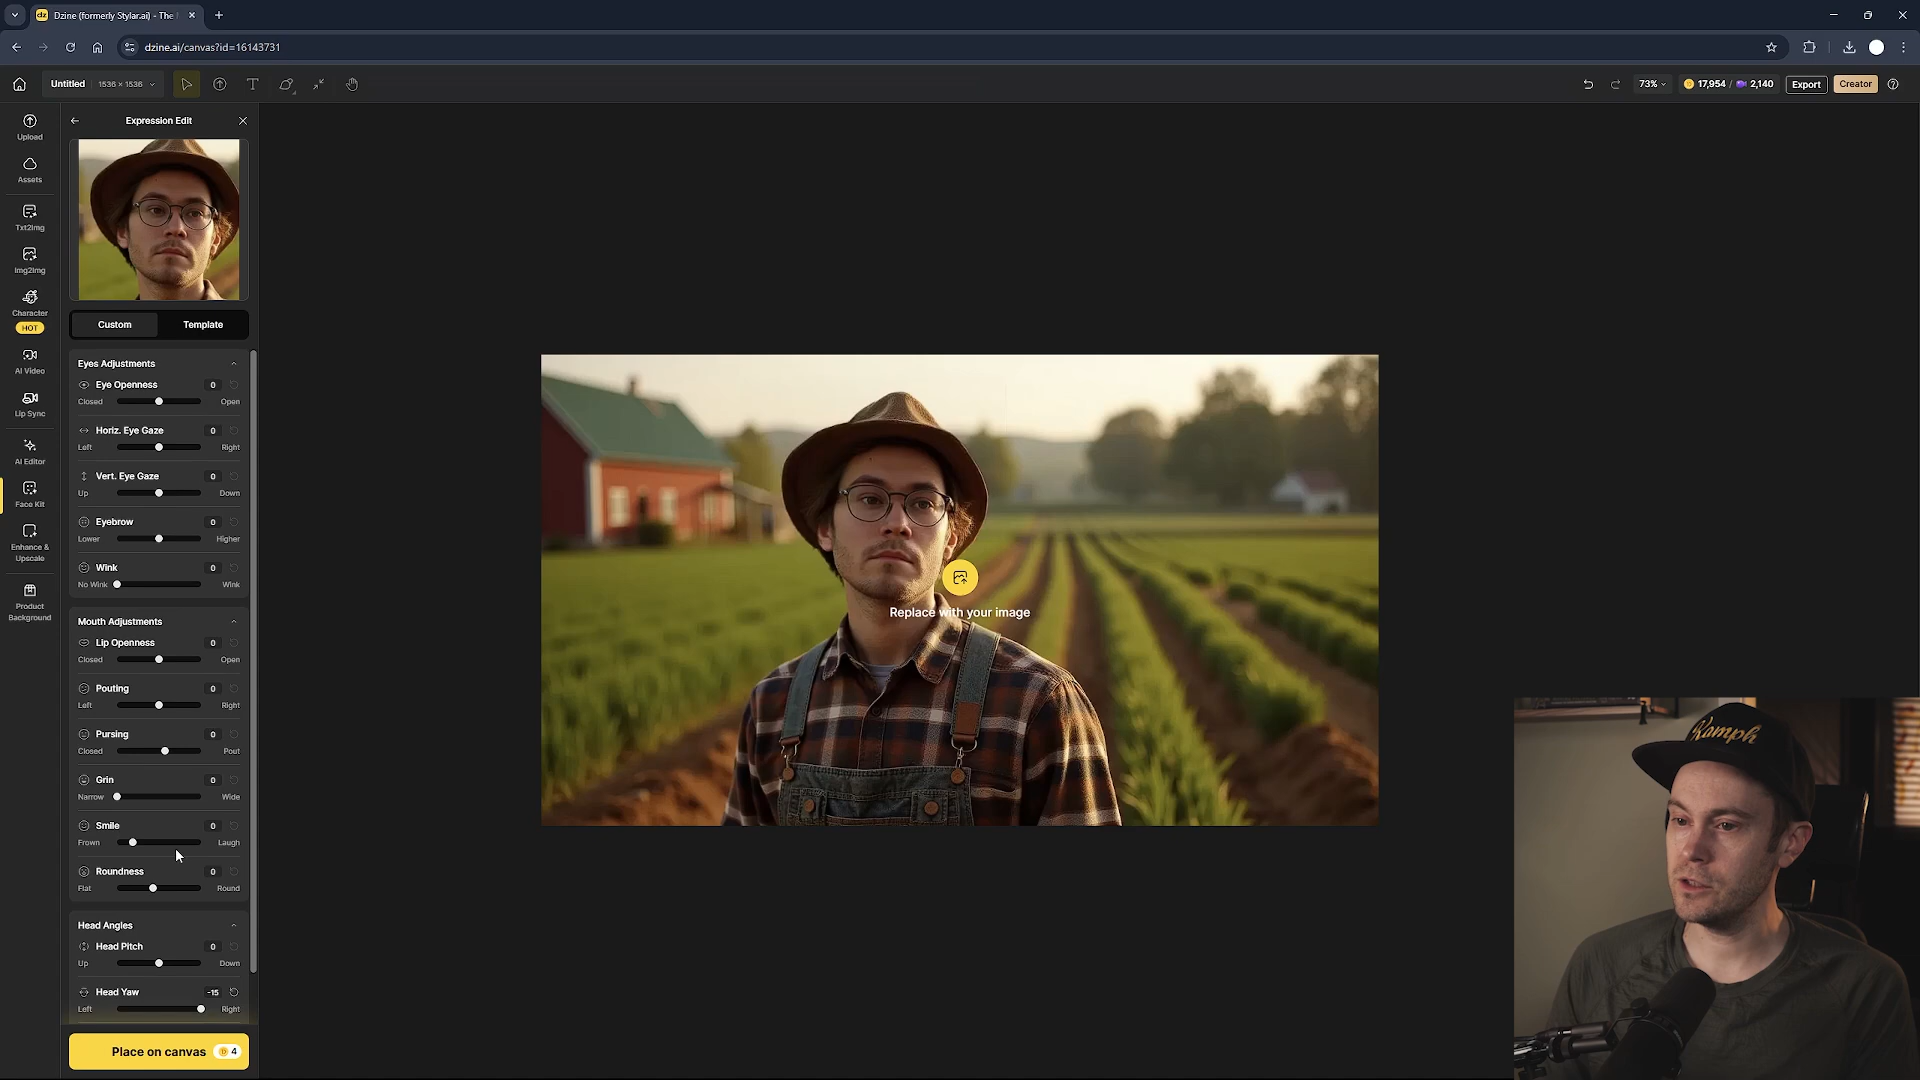 Dzine (formerly Stylar.ai) - The
dzine.ai/canvas?id=16143731
Untitled
1536 × 1536
73%
17,954 / 2,140
Export
Creator
Upload
Assets
Txt2Img
Img2Img
Character
HOT
AI Video
Lip Sync
AI Editor
Face Kit
Enhance &
Upscale
Product
Background
Expression Edit
Custom
Template
Eyes Adjustments
Eye Openness 0
Closed Open
Horiz. Eye Gaze 0
Left Right
Vert. Eye Gaze 0
Up Down
Eyebrow 0
Lower Higher
Wink 0
No Wink Wink
Mouth Adjustments
Lip Openness 0
Closed Open
Pouting 0
Left Right
Pursing 0
Closed Pout
Grin 0
Narrow Wide
Smile 0
Frown Laugh
Roundness 0
Flat Round
Head Angles
Head Pitch 0
Up Down
Head Yaw -15
Left Right
Place on canvas 4
Replace with your image
Kamph